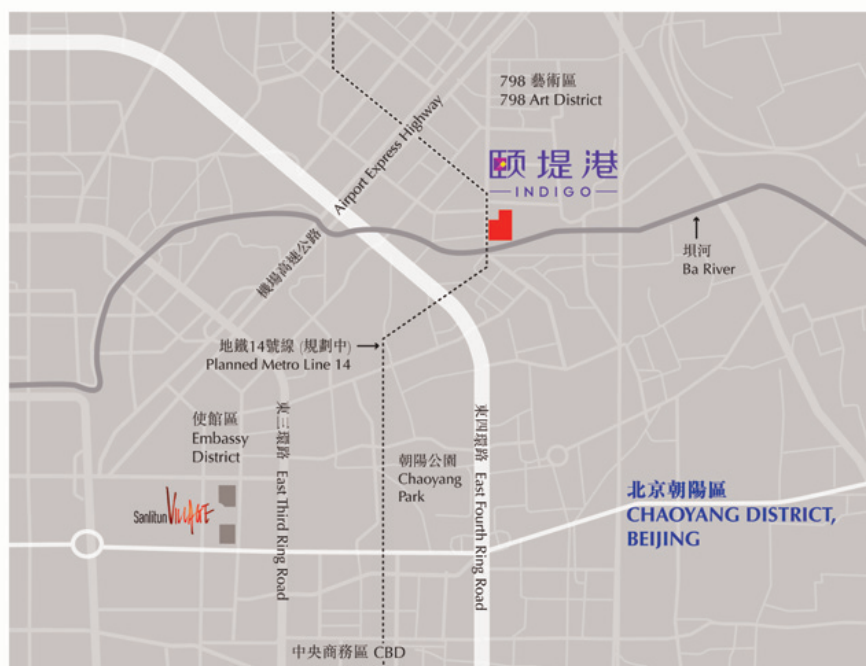 798 藝術區
798 Art District
頤堤港
INDIGO
Airport Express Highway
機場高速公路
壩河
Ba River
地鐵14號線 (規劃中)
Planned Metro Line 14
使館區
Embassy
District
東三環路 East Third Ring Road
朝陽公園
Chaoyang
Park
東四環路 East Fourth Ring Road
北京朝陽區
CHAOYANG DISTRICT,
BEIJING
Sanlitun VILLAGE
中央商務區 CBD